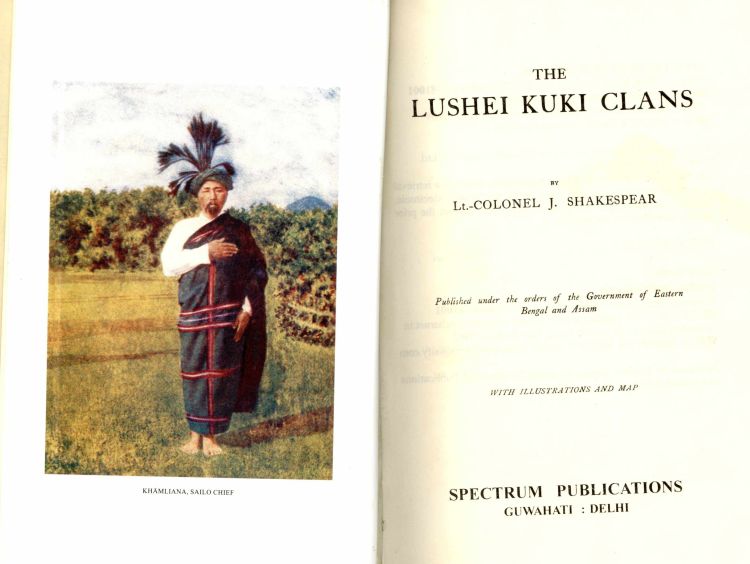 KHĀMLIANA, SAILO CHIEF
THE
LUSHEI KUKI CLANS
BY
Lt.-COLONEL J. SHAKESPEAR
Published under the orders of the Government of Eastern
Bengal and Assam
WITH ILLUSTRATIONS AND MAP
SPECTRUM PUBLICATIONS
GUWAHATI : DELHI